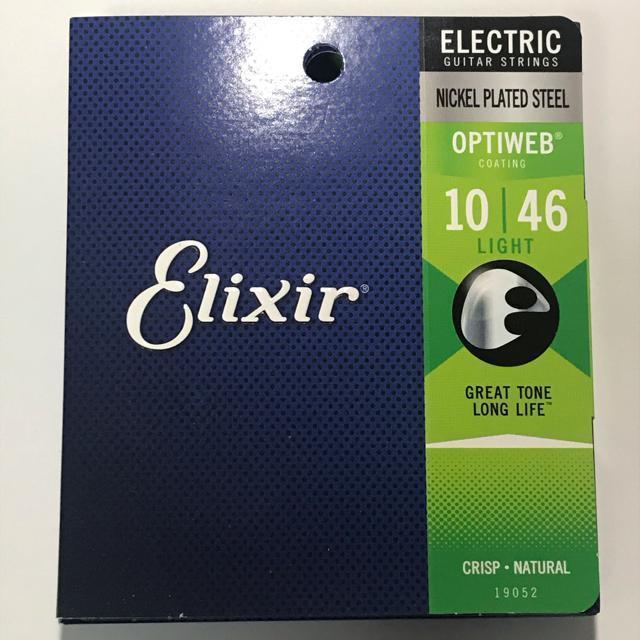 Elixir®
ELECTRIC
GUITAR STRINGS
NICKEL PLATED STEEL
OPTIWEB®
COATING
10 | 46
LIGHT
GREAT TONE
LONG LIFE™
CRISP • NATURAL
19052